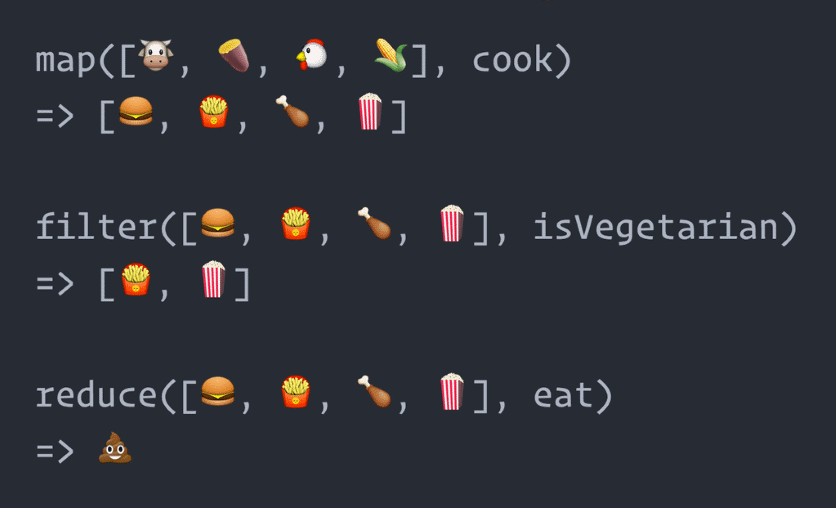 map([🐮, 🍠, 🐔, 🌽], cook)
=> [🍔, 🍟, 🍗, 🍿]
filter([🍔, 🍟, 🍗, 🍿], isVegetarian)
=> [🍟, 🍿]
reduce([🍔, 🍟, 🍗, 🍿], eat)
=> 💩